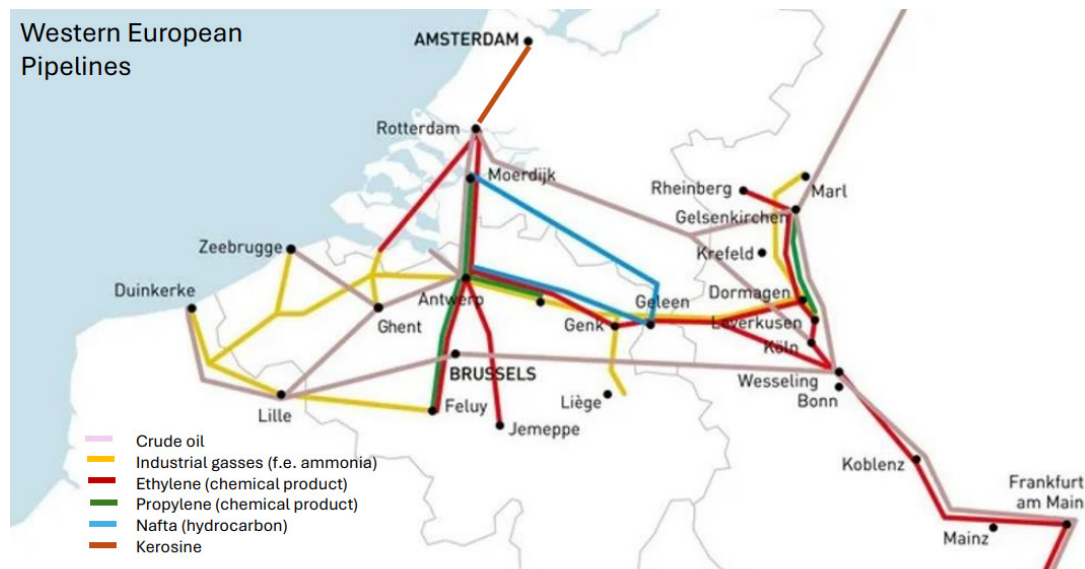 Western European
Pipelines
AMSTERDAM
Rotterdam
Moerdijk
Rheinberg
Marl
Gelsenkirchen
Zeebrugge
Krefeld
Duinkerke
Antwerp
Geleen
Dormagen
Ghent
Genk
Leverkusen
Köln
BRUSSELS
Wesseling
Bonn
Lille
Feluy
Liège
Jemeppe
Crude oil
Industrial gasses (f.e. ammonia)
Ethylene (chemical product)
Propylene (chemical product)
Nafta (hydrocarbon)
Kerosine
Koblenz
Frankfurt
am Main
Mainz